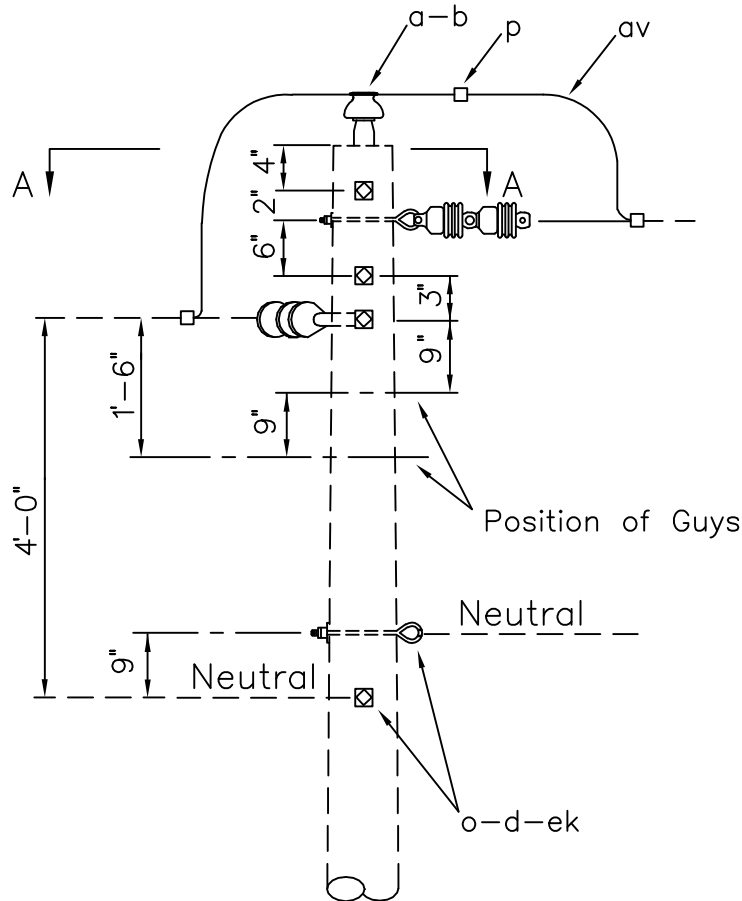 a-b
p
av
A
4"
A
2"
6"
3"
9"
1'-6"
9"
4'-0"
Position of Guys
Neutral
9"
Neutral
o-d-ek